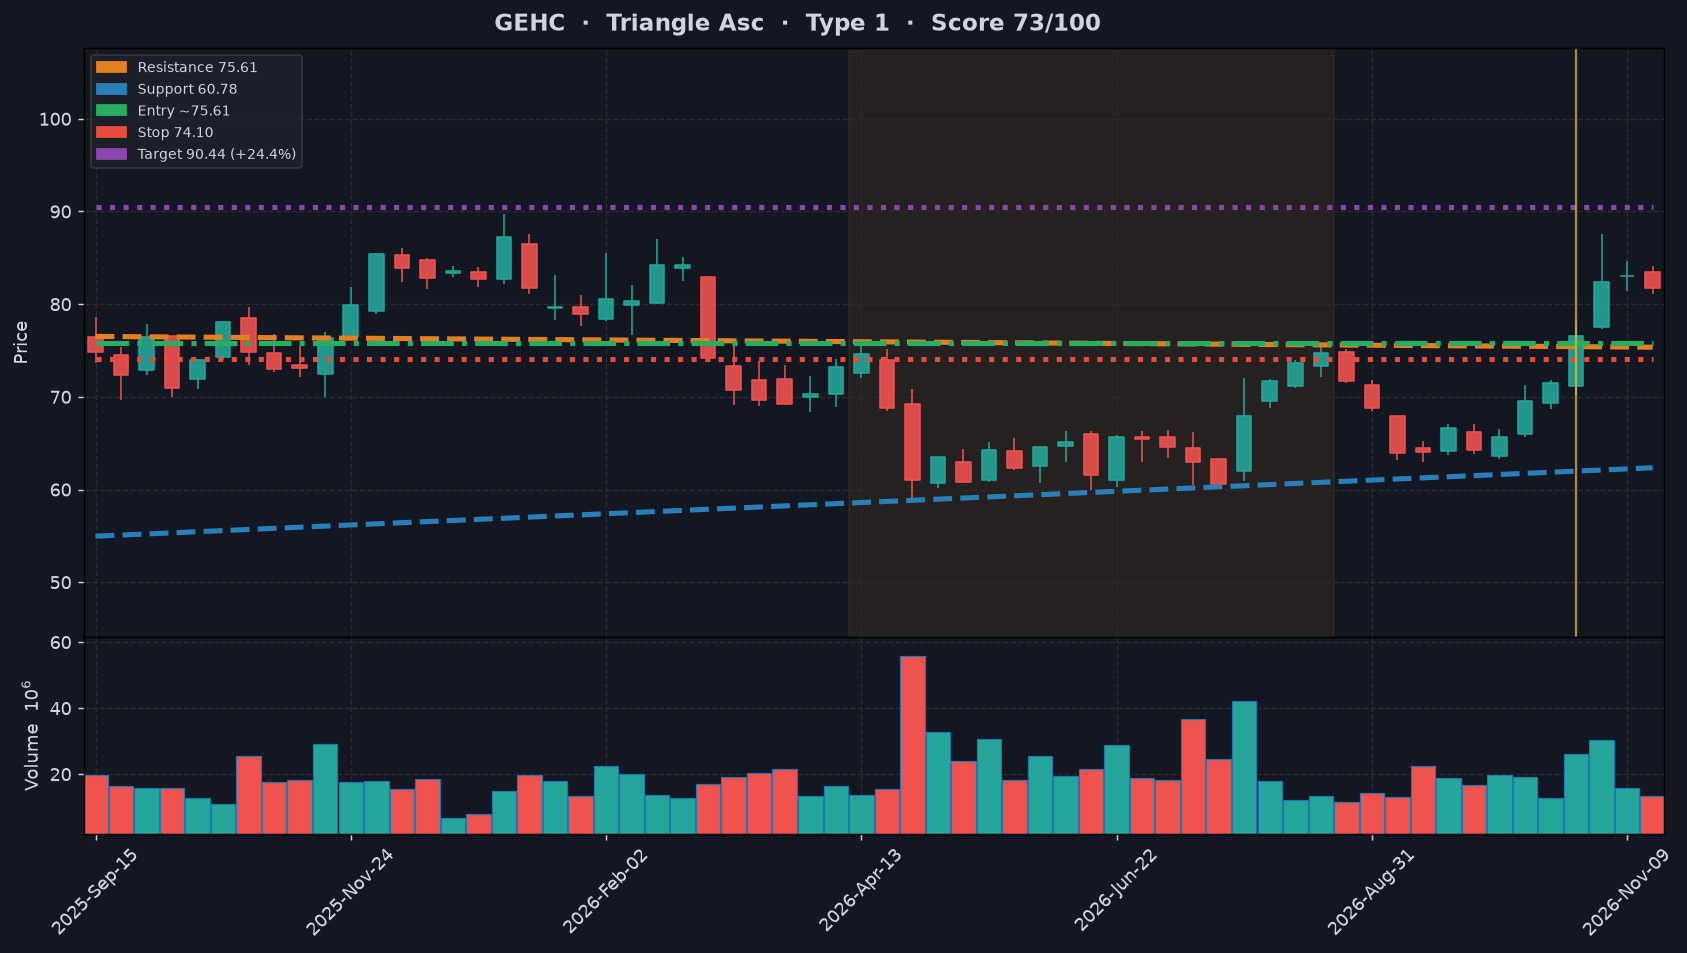 GEHC · Triangle Asc · Type 1 · Score 73/100
Resistance 75.61
Support 60.78
Entry ~75.61
Stop 74.10
Target 90.44 (+24.4%)
Price
100
90
80
70
60
50
Volume 10⁶
60
40
20
2025-Sep-15
2025-Nov-24
2026-Feb-02
2026-Apr-13
2026-Jun-22
2026-Aug-31
2026-Nov-09